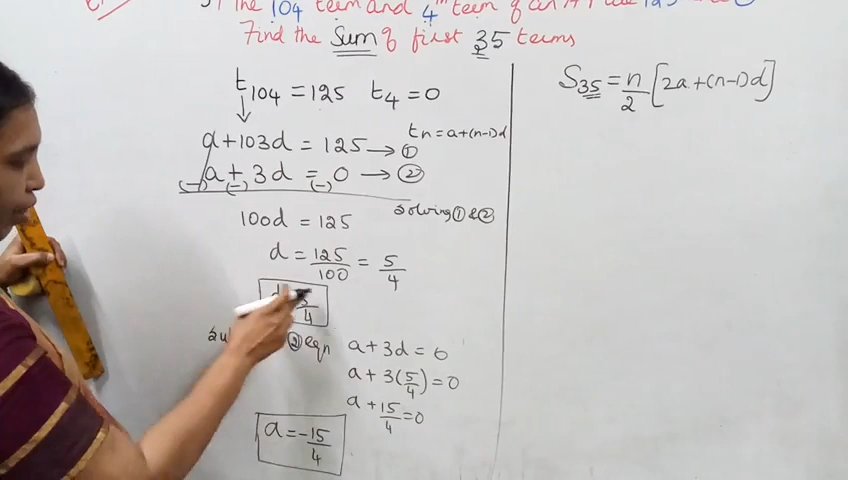 The 104 term and 4th term of an AP are 125
Find the Sum of first 35 terms
t104 = 125 t4 = 0
a + 103d = 125 → ①
tn = a + (n-1)d
a + 3d = 0 → ②
(-) (-) (-)
100d = 125
Solving ① & ②
d = 125/100 = 5/4
4
② eqn a + 3d = 0
a + 3(5/4) = 0
a + 15/4 = 0
a = -15/4
S35 = n/2 [2a + (n-1)d]